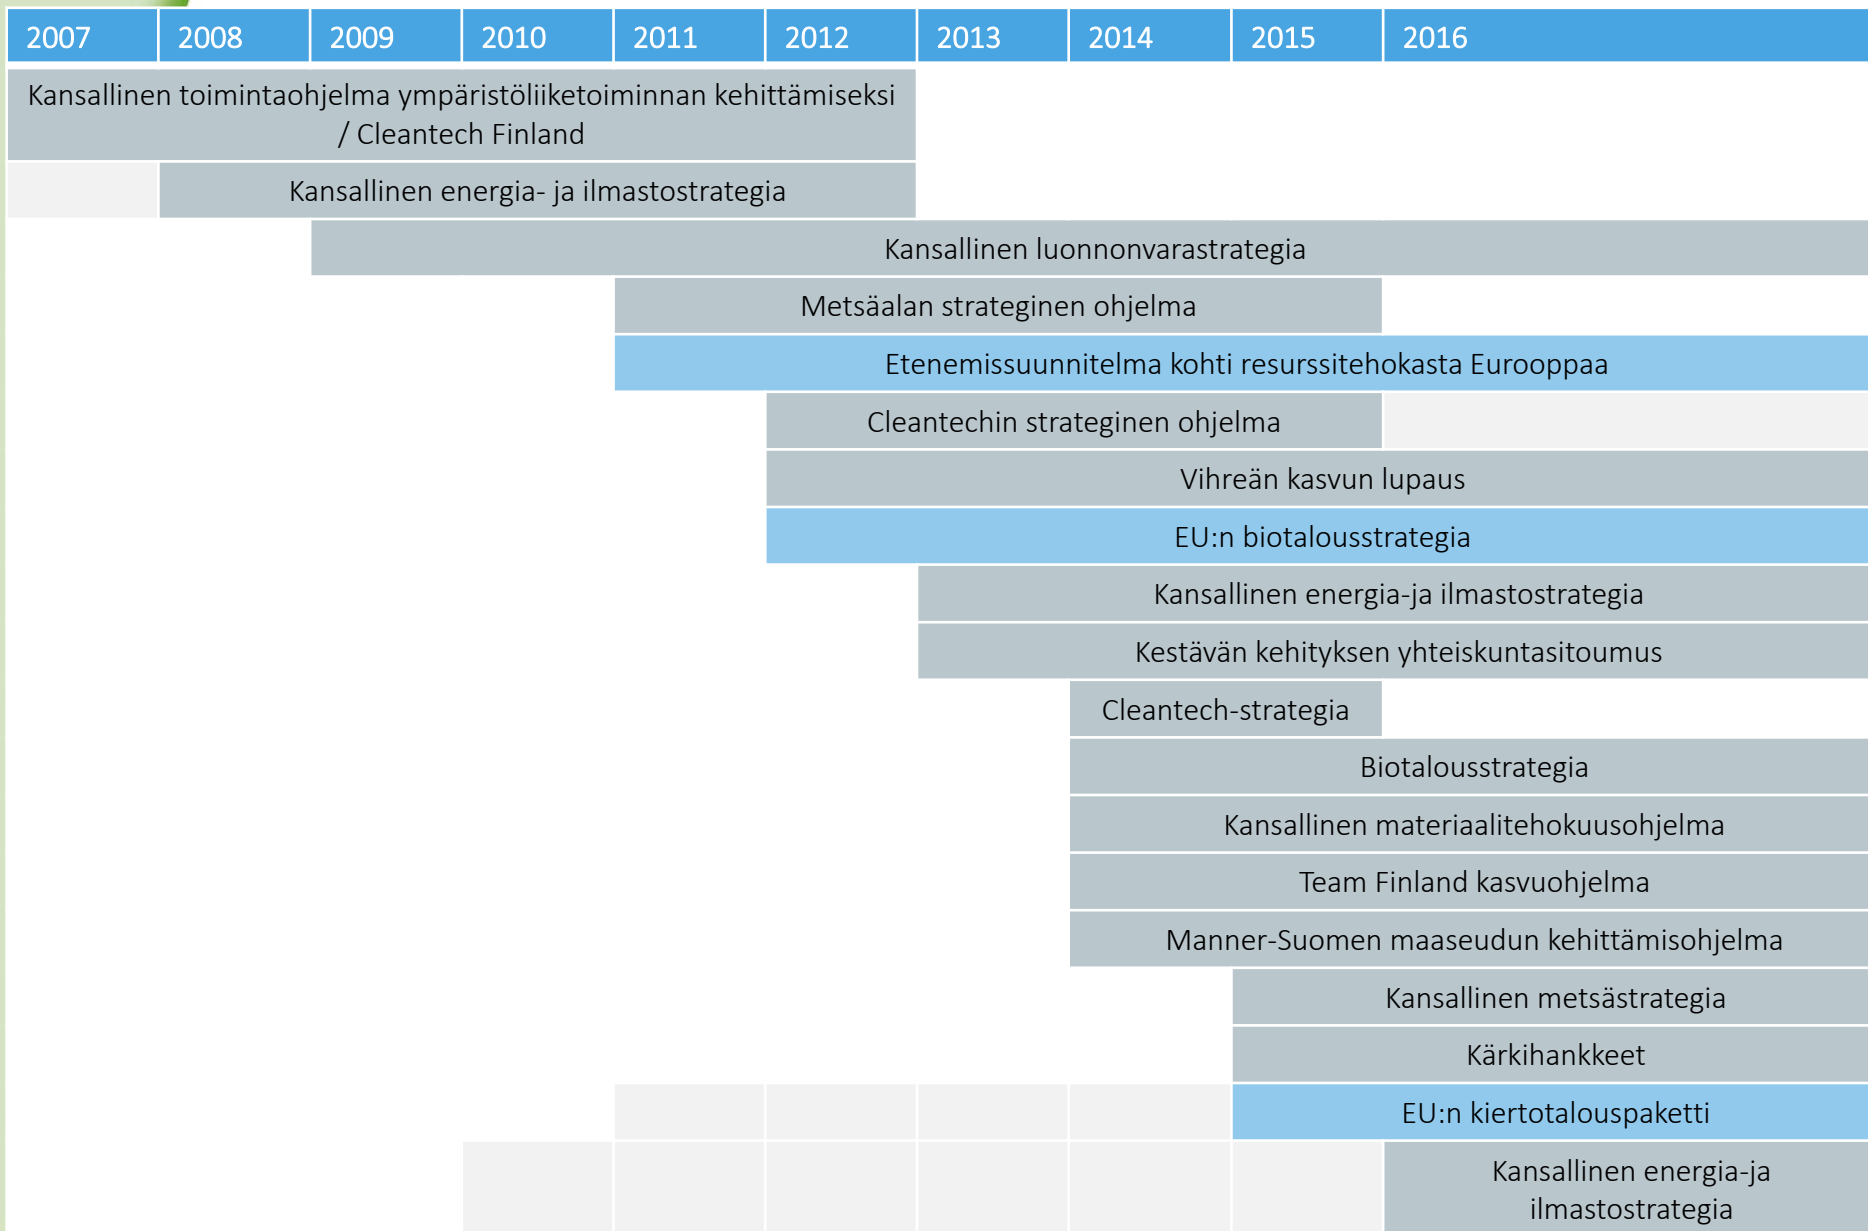 2007 2008 2009 2010 2011 2012 2013 2014 2015 2016
Kansallinen toimintaohjelma ympäristöliiketoiminnan kehittämiseksi
/ Cleantech Finland
Kansallinen energia- ja ilmastostrategia
Kansallinen luonnonvarastrategia
Metsäalan strateginen ohjelma
Etenemissuunnitelma kohti resurssitehokasta Eurooppaa
Cleantechin strateginen ohjelma
Vihreän kasvun lupaus
EU:n biotalousstrategia
Kansallinen energia-ja ilmastostrategia
Kestävän kehityksen yhteiskuntasitoumus
Cleantech-strategia
Biotalousstrategia
Kansallinen materiaalitehokuusohjelma
Team Finland kasvuohjelma
Manner-Suomen maaseudun kehittämisohjelma
Kansallinen metsästrategia
Kärkihankkeet
EU:n kiertotalouspaketti
Kansallinen energia-ja
ilmastostrategia